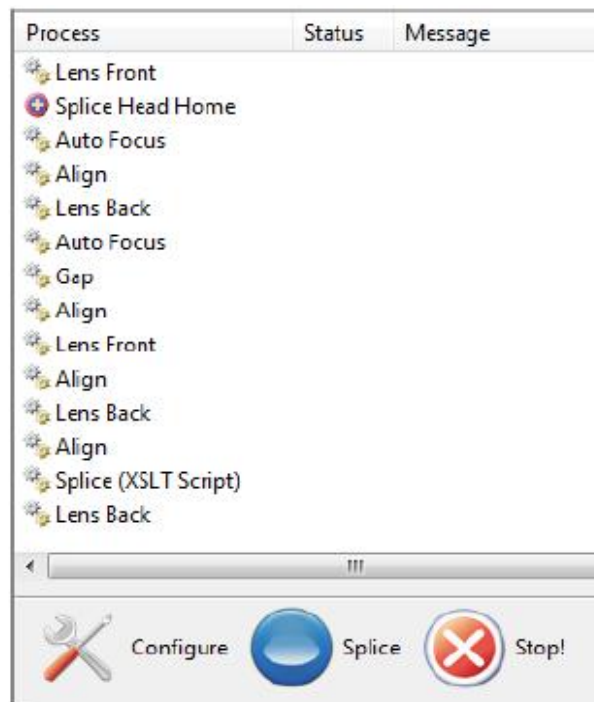 Process Status Message
Lens Front
Splice Head Home
Auto Focus
Align
Lens Back
Auto Focus
Gap
Align
Lens Front
Align
Lens Back
Align
Splice (XSLT Script)
Lens Back
Configure Splice Stop!